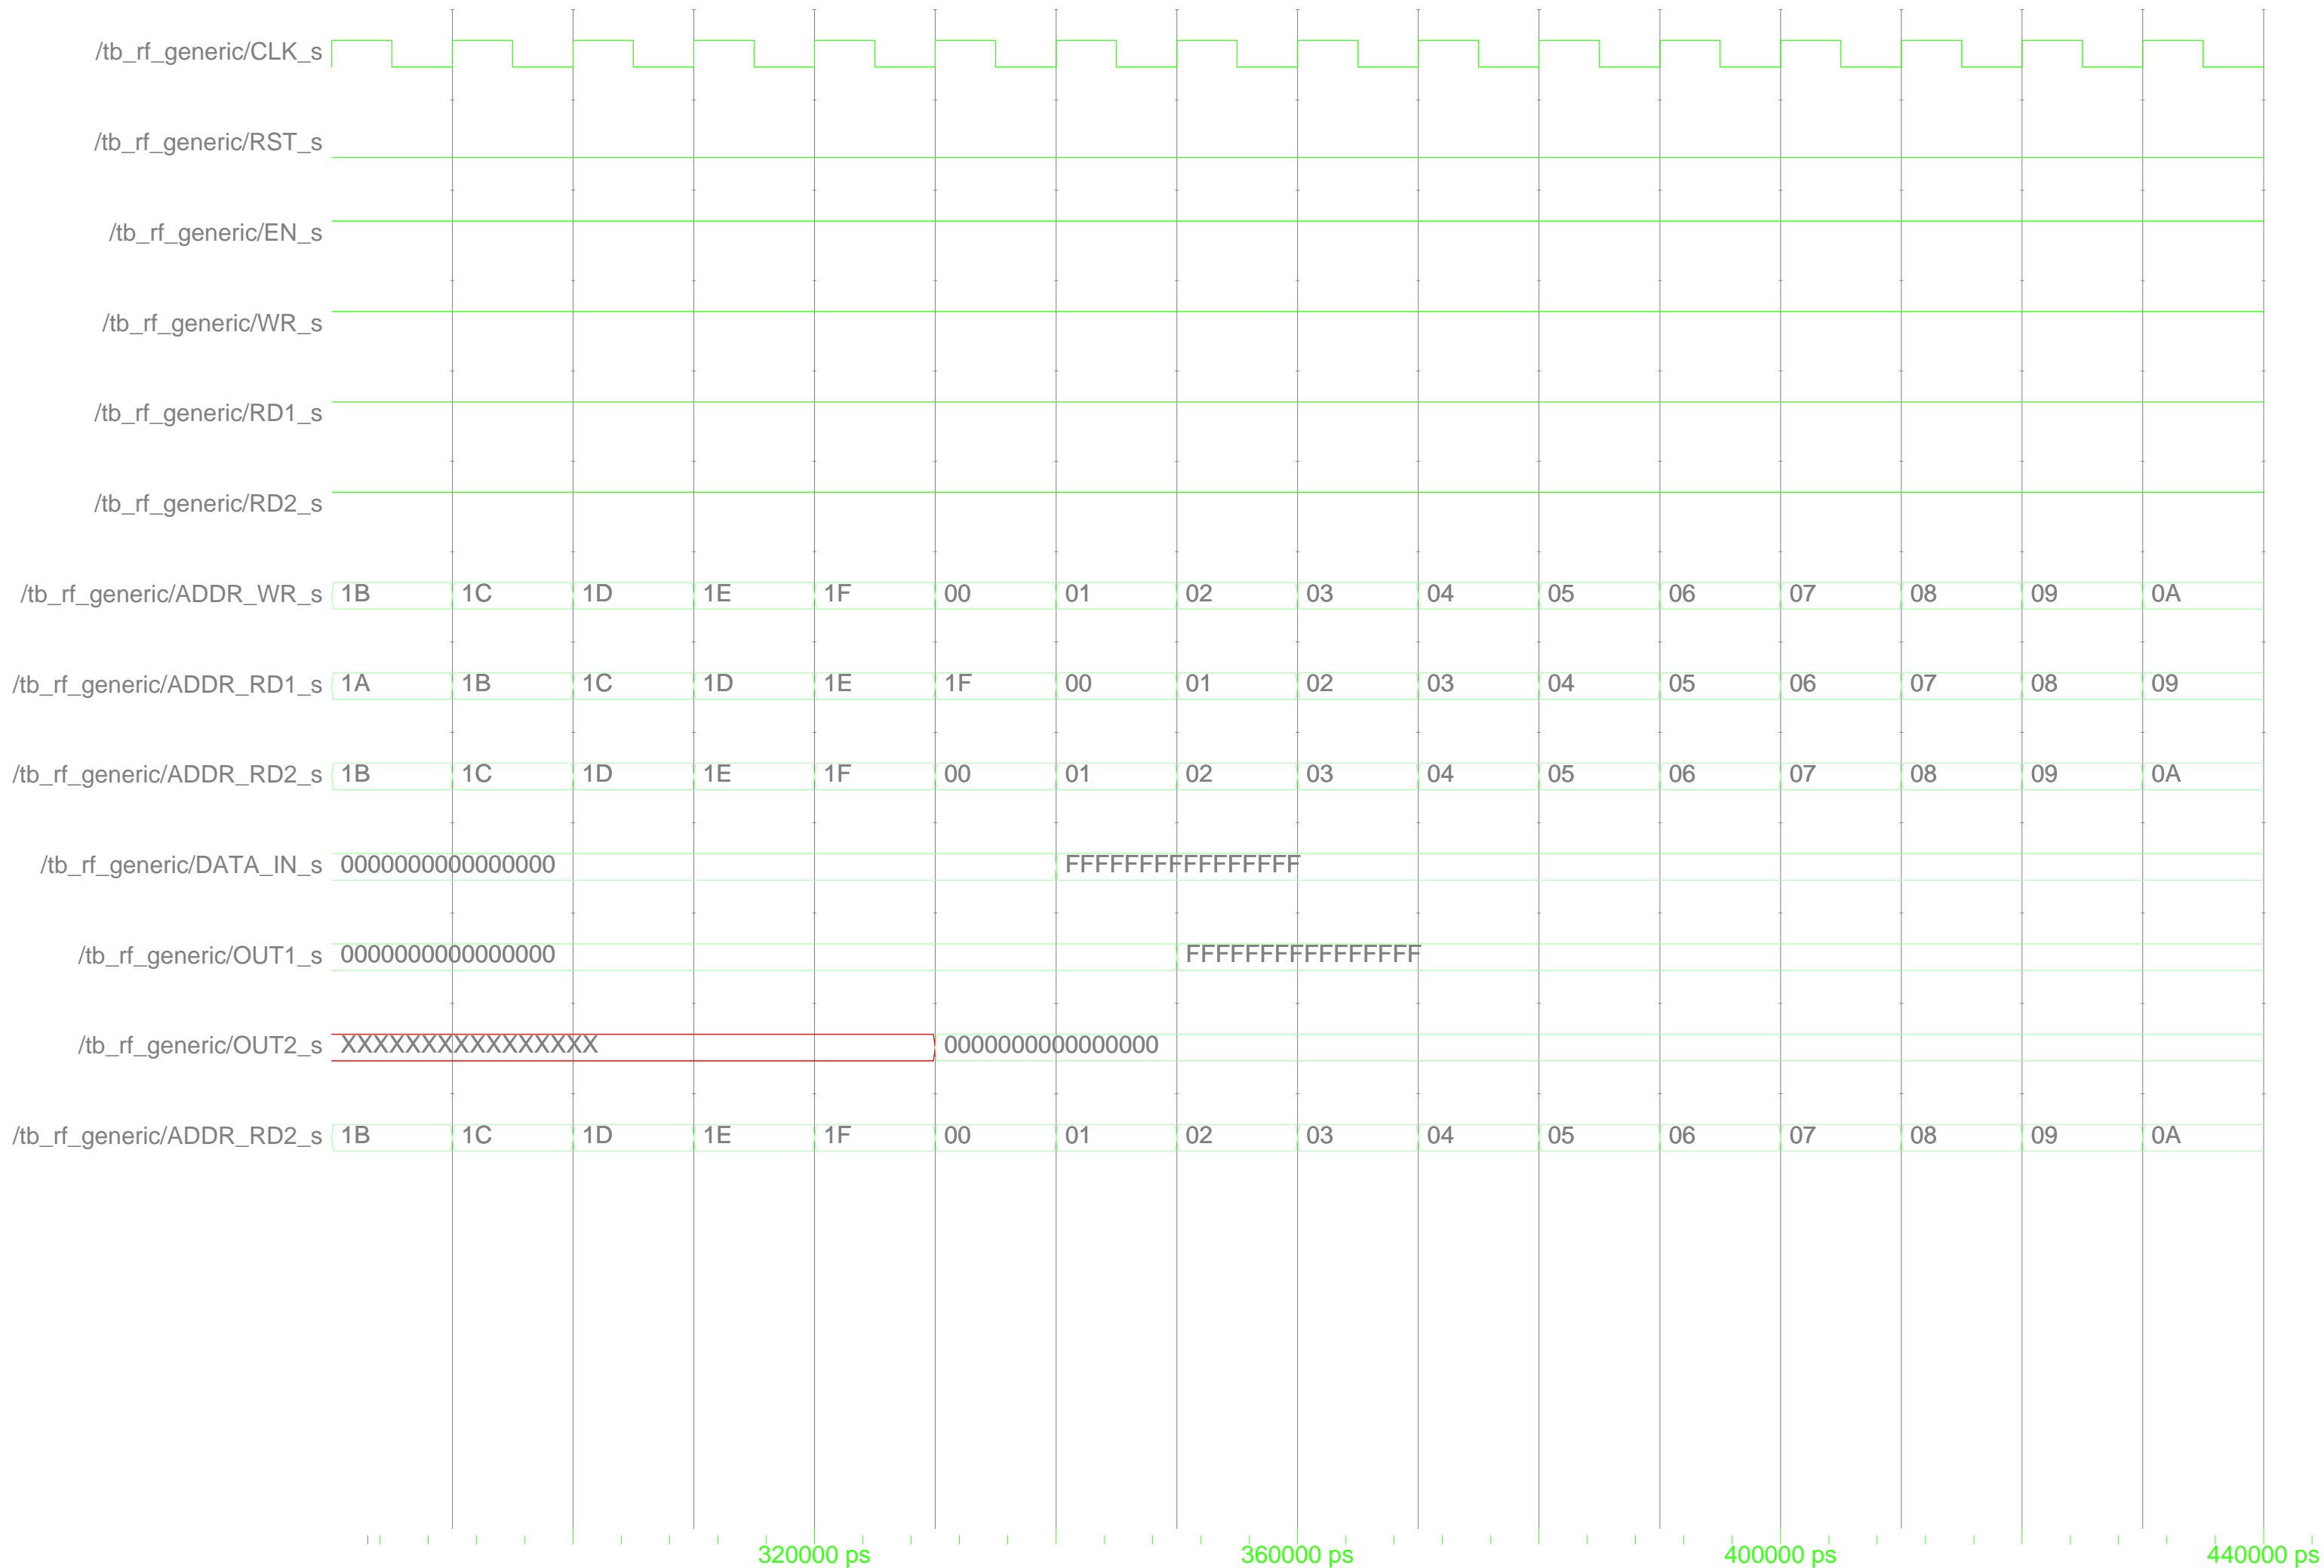 /tb_rf_generic/CLK_s
/tb_rf_generic/RST_s
/tb_rf_generic/EN_s
/tb_rf_generic/WR_s
/tb_rf_generic/RD1_s
/tb_rf_generic/RD2_s
/tb_rf_generic/ADDR_WR_s 1B 1C 1D 1E 1F 00 01 02 03 04 05 06 07 08 09 0A
/tb_rf_generic/ADDR_RD1_s 1A 1B 1C 1D 1E 1F 00 01 02 03 04 05 06 07 08 09
/tb_rf_generic/ADDR_RD2_s 1B 1C 1D 1E 1F 00 01 02 03 04 05 06 07 08 09 0A
/tb_rf_generic/DATA_IN_s 0000000000000000 FFFFFFFFFFFFFFFF
/tb_rf_generic/OUT1_s 0000000000000000 FFFFFFFFFFFFFFFF
/tb_rf_generic/OUT2_s XXXXXXXXXXXXXXXX 0000000000000000
/tb_rf_generic/ADDR_RD2_s 1B 1C 1D 1E 1F 00 01 02 03 04 05 06 07 08 09 0A
320000 ps 360000 ps 400000 ps 440000 ps